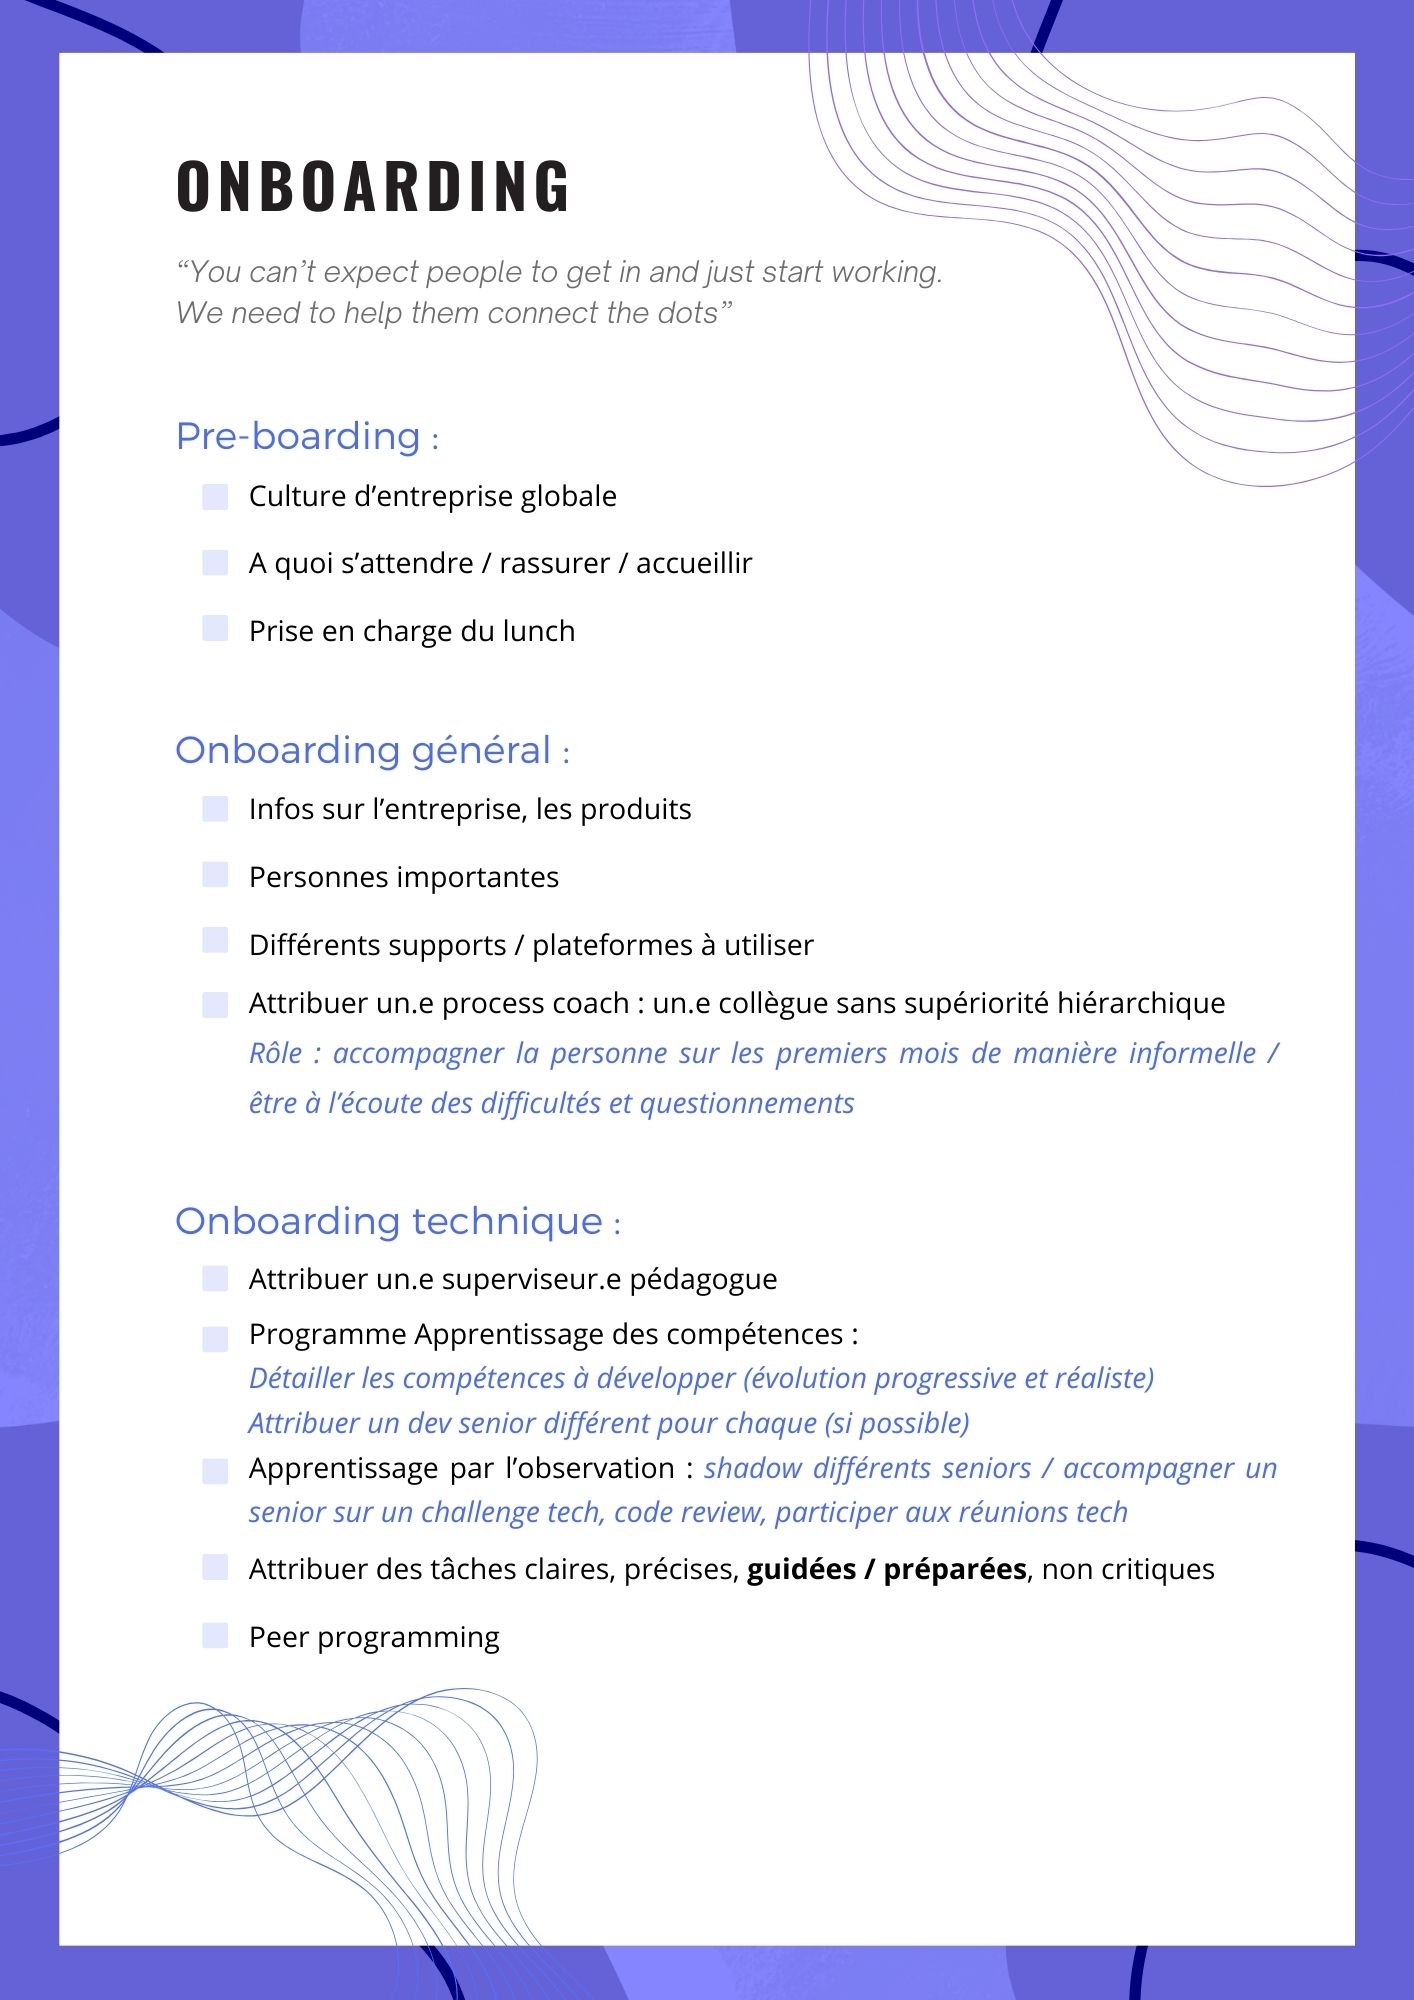 ONBOARDING
“You can’t expect people to get in and just start working.
We need to help them connect the dots”
Pre-boarding :
Culture d’entreprise globale
A quoi s’attendre / rassurer / accueillir
Prise en charge du lunch
Onboarding général :
Infos sur l’entreprise, les produits
Personnes importantes
Différents supports / plateformes à utiliser
Attribuer un.e process coach : un.e collègue sans supériorité hiérarchique
Rôle : accompagner la personne sur les premiers mois de manière informelle /
être à l’écoute des difficultés et questionnements
Onboarding technique :
Attribuer un.e superviseur.e pédagogue
Programme Apprentissage des compétences :
Détailler les compétences à développer (évolution progressive et réaliste)
Attribuer un dev senior différent pour chaque (si possible)
Apprentissage par l’observation : shadow différents seniors / accompagner un
senior sur un challenge tech, code review, participer aux réunions tech
Attribuer des tâches claires, précises, guidées / préparées, non critiques
Peer programming